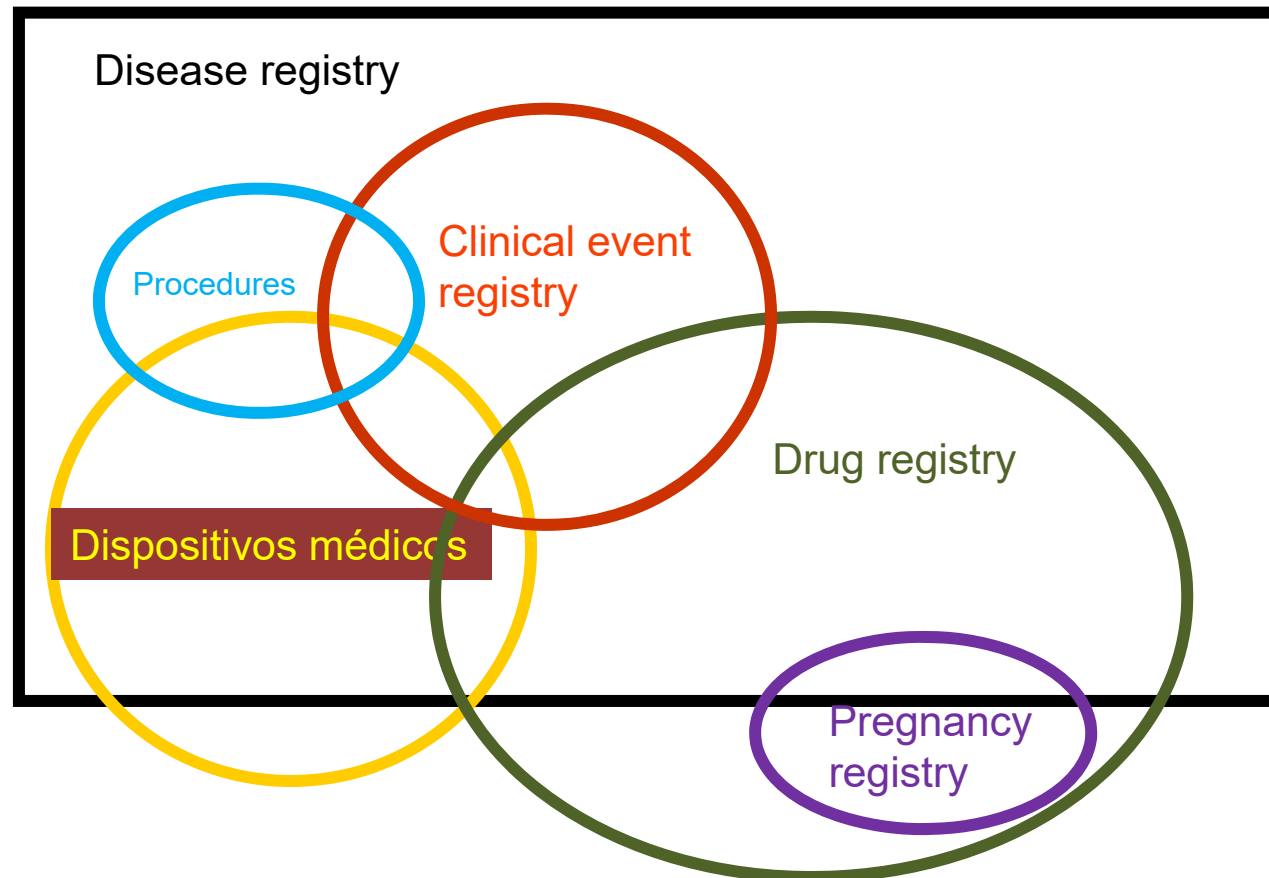 Disease registry
Clinical event
registry
Procedures
Drug registry
Dispositivos médicos
Pregnancy
registry